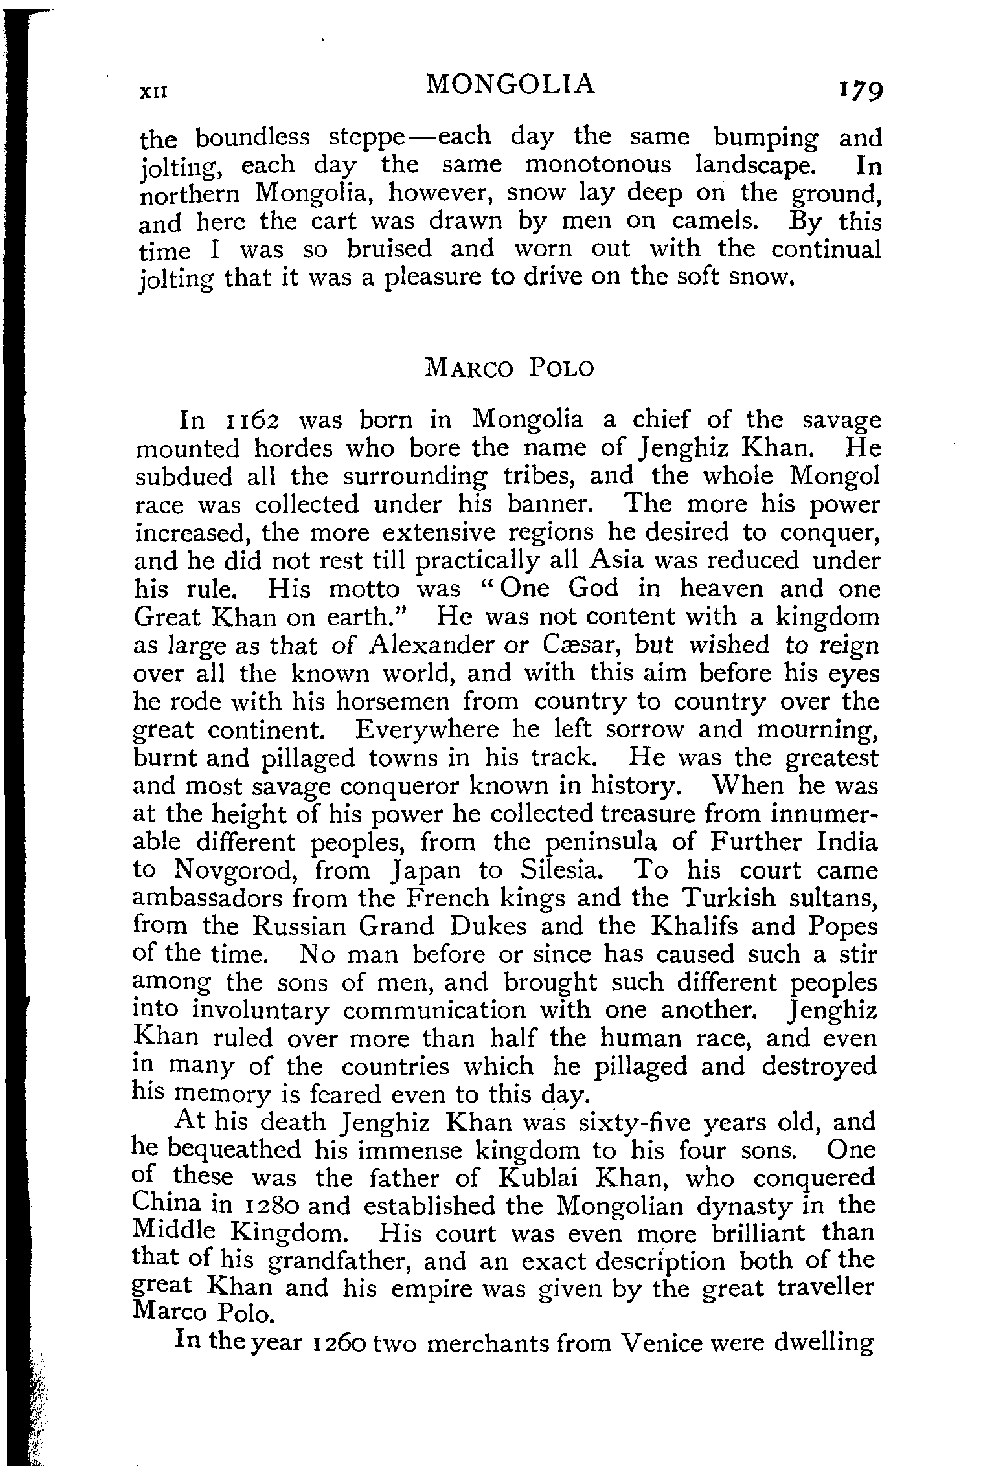 XII MONGOLIA 179
the boundless steppe—each day the same bumping and
jolting, each day the same monotonous landscape. In
northern Mongolia, however, snow lay deep on the ground,
and here the cart was drawn by men on camels. By this
time I was so bruised and worn out with the continual
jolting that it was a pleasure to drive on the soft snow.
MARCO POLO
In 1162 was born in Mongolia a chief of the savage
mounted hordes who bore the name of Jenghiz Khan. He
subdued all the surrounding tribes, and the whole Mongol
race was collected under his banner. The more his power
increased, the more extensive regions he desired to conquer,
and he did not rest till practically all Asia was reduced under
his rule. His motto was “One God in heaven and one
Great Khan on earth.” He was not content with a kingdom
as large as that of Alexander or Cæsar, but wished to reign
over all the known world, and with this aim before his eyes
he rode with his horsemen from country to country over the
great continent. Everywhere he left sorrow and mourning,
burnt and pillaged towns in his track. He was the greatest
and most savage conqueror known in history. When he was
at the height of his power he collected treasure from innumer-
able different peoples, from the peninsula of Further India
to Novgorod, from Japan to Silesia. To his court came
ambassadors from the French kings and the Turkish sultans,
from the Russian Grand Dukes and the Khalifs and Popes
of the time. No man before or since has caused such a stir
among the sons of men, and brought such different peoples
into involuntary communication with one another. Jenghiz
Khan ruled over more than half the human race, and even
in many of the countries which he pillaged and destroyed
his memory is feared even to this day.
At his death Jenghiz Khan was sixty-five years old, and
he bequeathed his immense kingdom to his four sons. One
of these was the father of Kublai Khan, who conquered
China in 1280 and established the Mongolian dynasty in the
Middle Kingdom. His court was even more brilliant than
that of his grandfather, and an exact description both of the
great Khan and his empire was given by the great traveller
Marco Polo.
In the year 1260 two merchants from Venice were dwelling